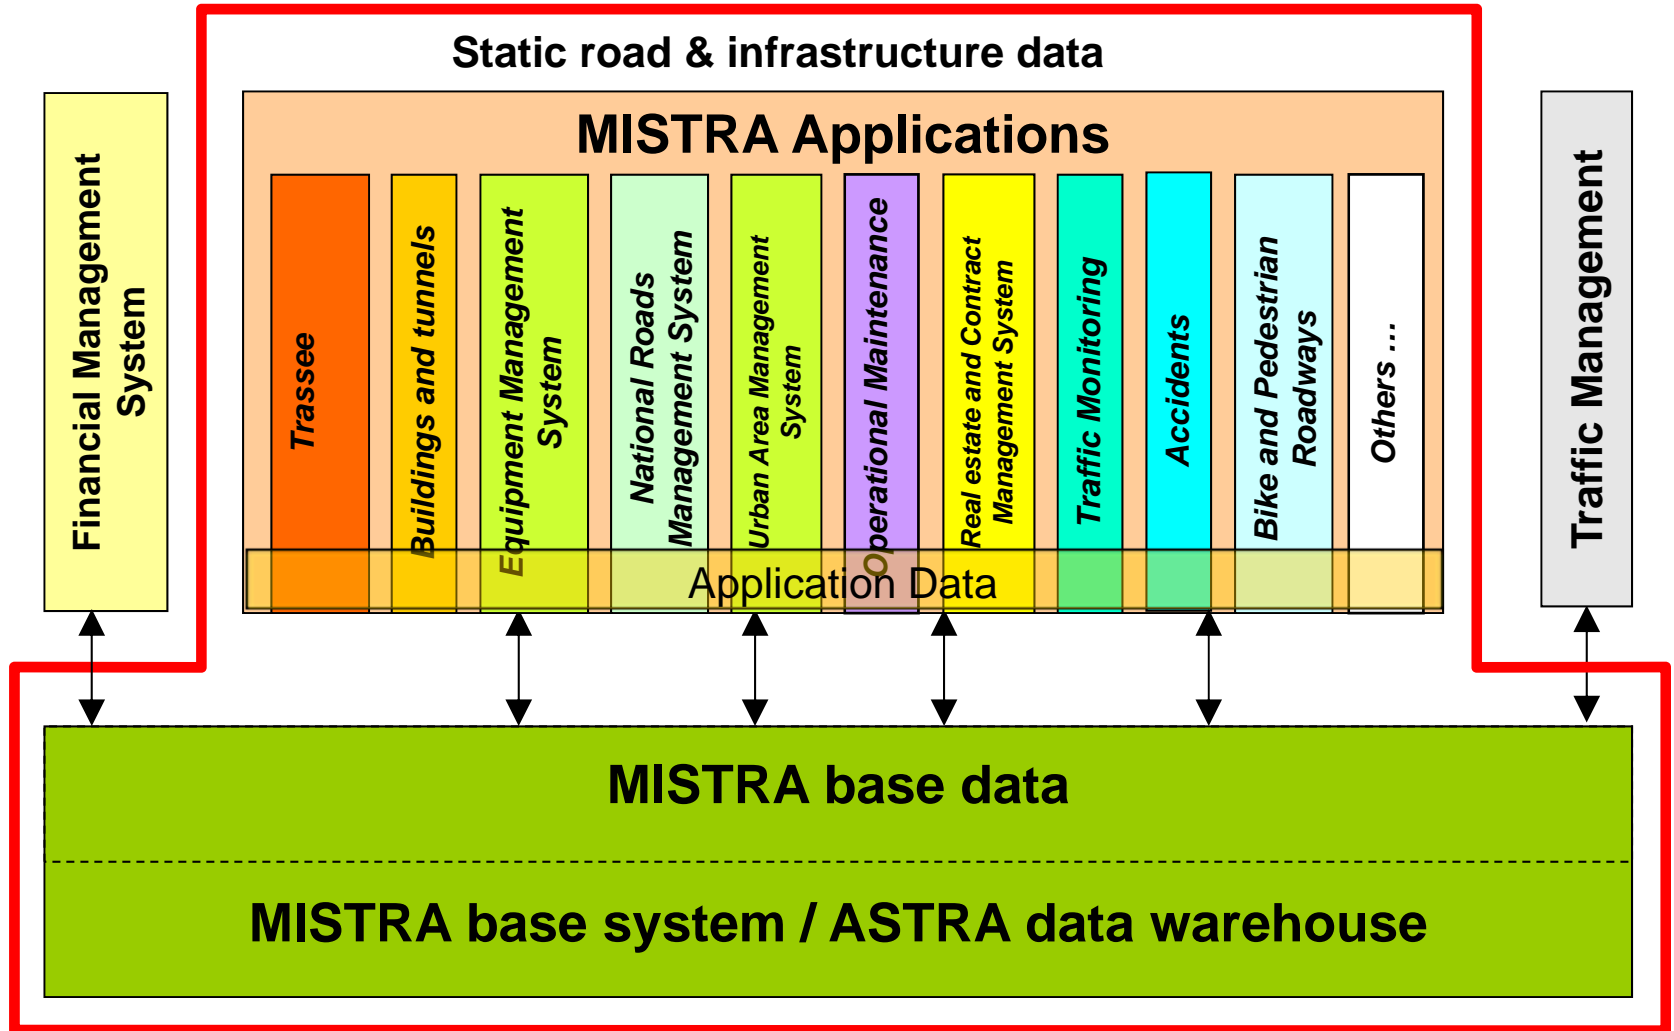 Static road & infrastructure data
Financial Management
System
MISTRA Applications
Trassee
Buildings and tunnels
Equipment Management
System
National Roads
Management System
Urban Area Management
System
Operational Maintenance
Real estate and Contract
Management System
Traffic Monitoring
Accidents
Bike and Pedestrian
Roadways
Others ...
Application Data
Traffic Management
MISTRA base data
MISTRA base system / ASTRA data warehouse